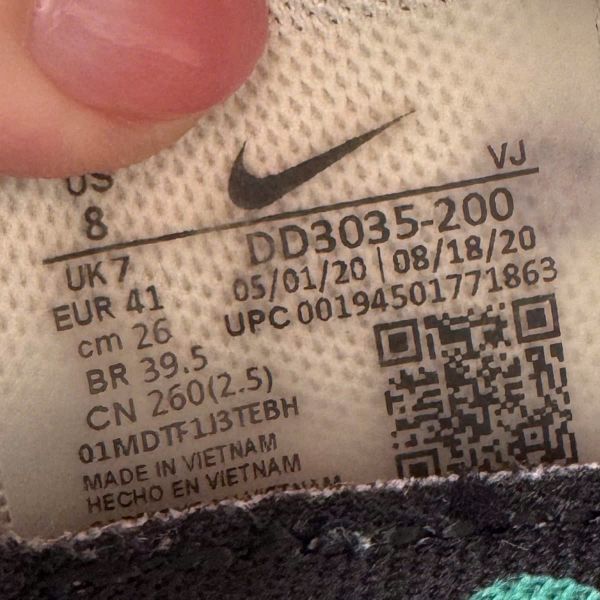 US
8
VJ
DD3035-200
05/01/20 | 08/18/20
UPC 00194501771863
UK 7
EUR 41
cm 26
BR 39.5
CN 260(2.5)
01MDTF1J3TEBH
MADE IN VIETNAM
HECHO EN VIETNAM